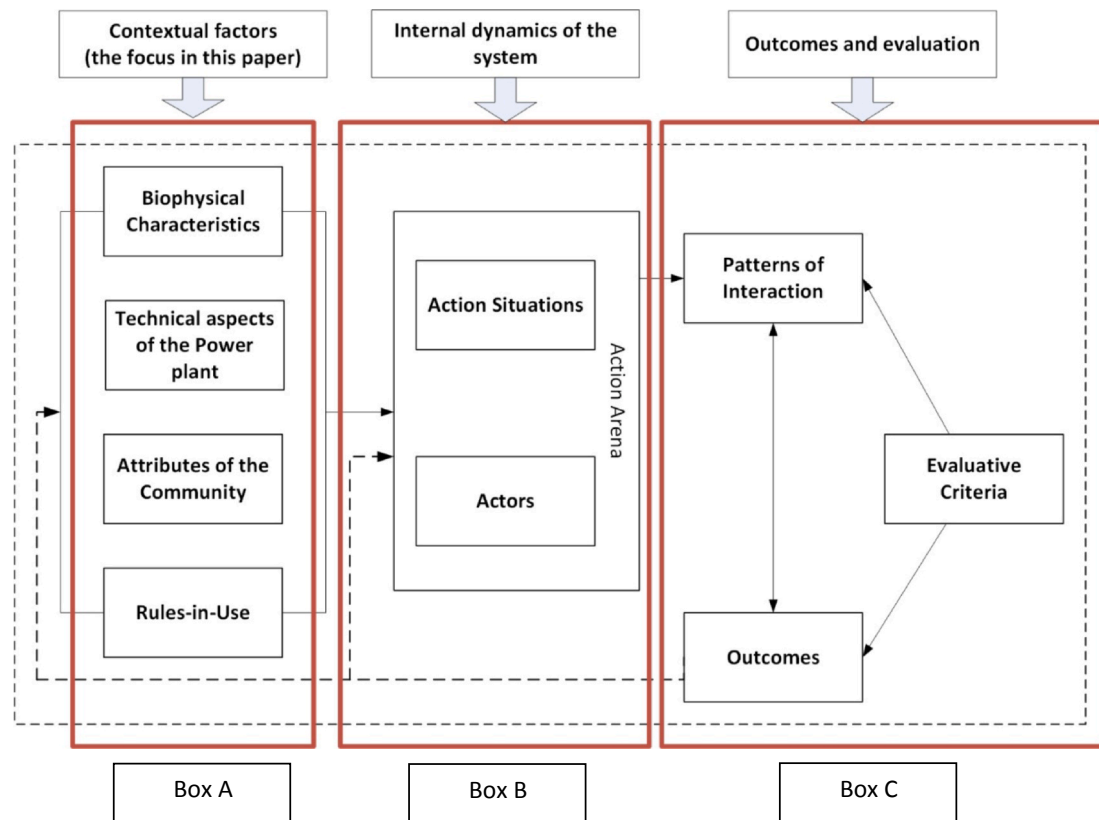 Contextual factors
(the focus in this paper)
Internal dynamics of the
system
Outcomes and evaluation
Biophysical
Characteristics
Technical aspects
of the Power
plant
Attributes of the
Community
Rules-in-Use
Action Situations
Actors
Action Arena
Patterns of
Interaction
Evaluative
Criteria
Outcomes
Box A
Box B
Box C